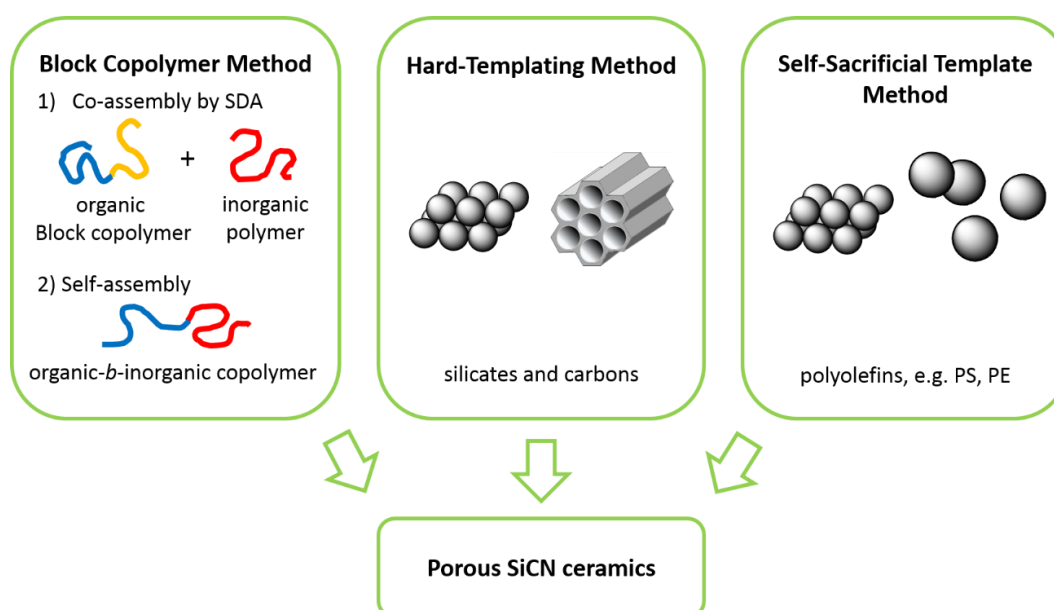 Block Copolymer Method
1) Co-assembly by SDA
+
organic
Block copolymer
inorganic
polymer
2) Self-assembly
organic-b-inorganic copolymer
Hard-Templating Method
silicates and carbons
Self-Sacrificial Template
Method
polyolefins, e.g. PS, PE
Porous SiCN ceramics